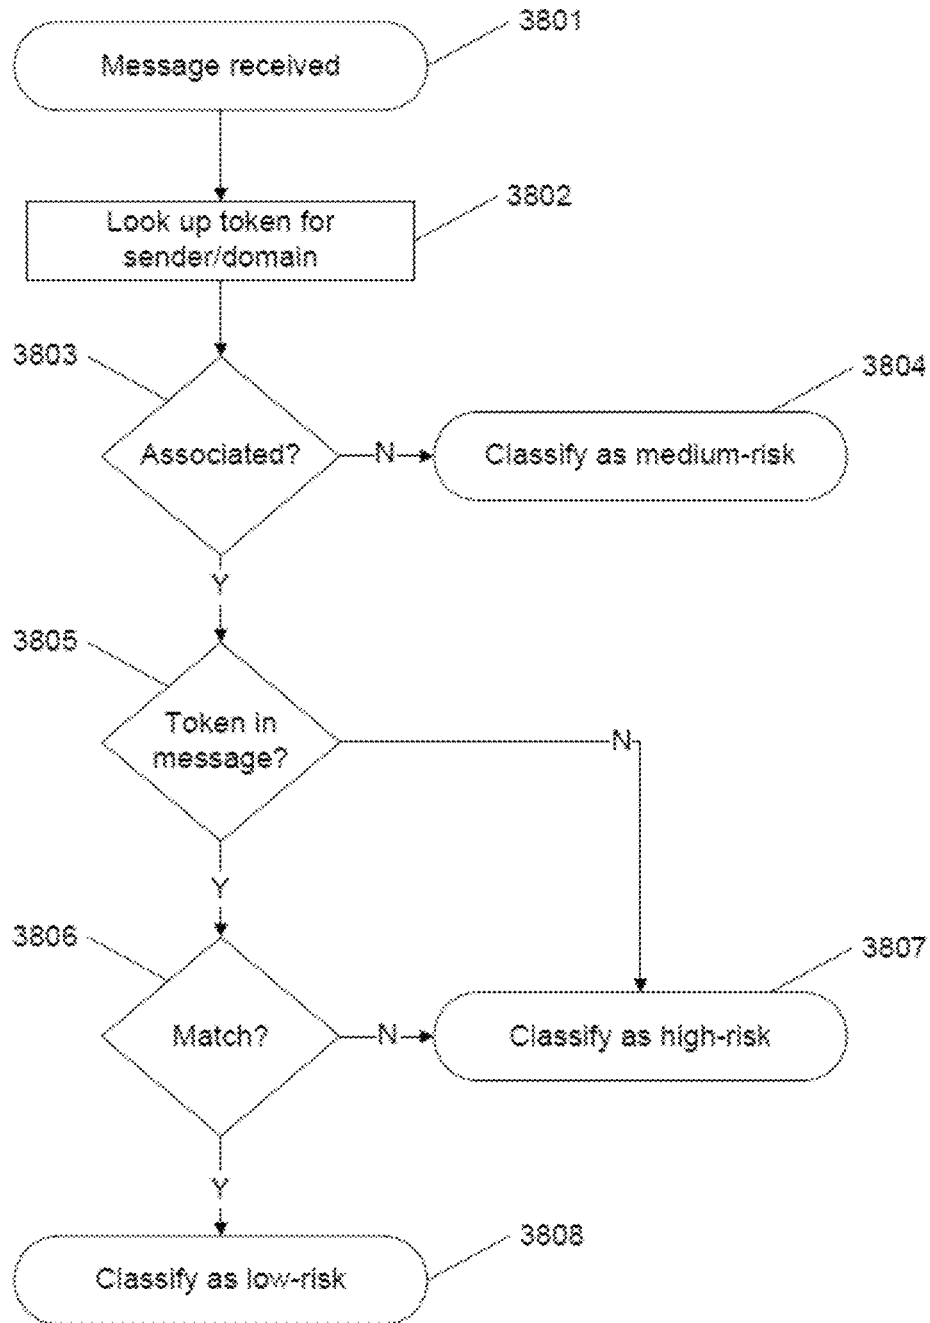 3801
Message received
3802
Look up token for
sender/domain
3803
3804
Associated?
N
Classify as medium-risk
Y
3805
Token in
message?
N
Y
3806
3807
Match?
N
Classify as high-risk
Y
3808
Classify as low-risk